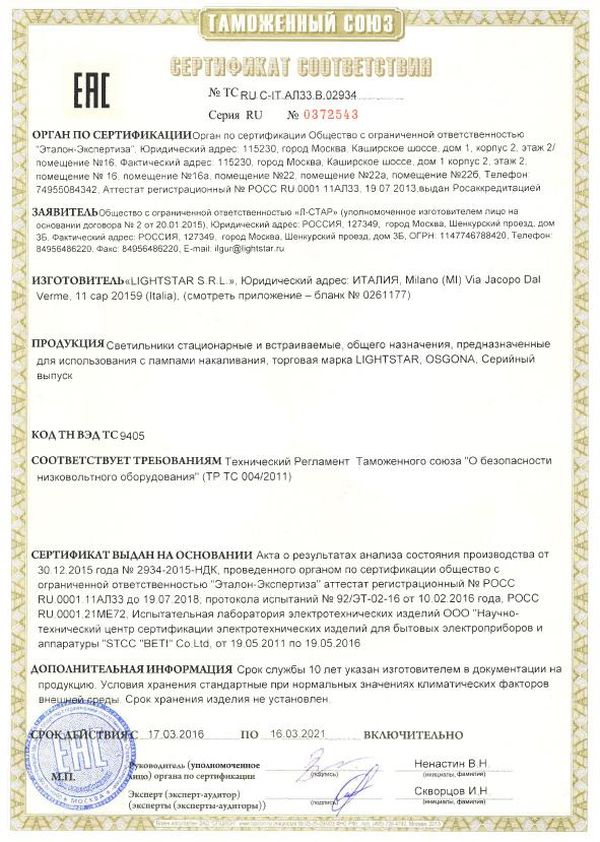 ТАМОЖЕННЫЙ СОЮЗ
СЕРТИФИКАТ СООТВЕТСТВИЯ
ЕАС
№ ТС RU C-IT.АЛ33.В.02934
Серия RU № 0372543
ОРГАН ПО СЕРТИФИКАЦИИ Орган по сертификации Общество с ограниченной ответственностью
"Эталон-Экспертиза", Юридический адрес: 115230, город Москва, Каширское шоссе, дом 1, корпус 2, этаж 2/
помещение №16. Фактический адрес: 115230, город Москва, Каширское шоссе, дом 1 корпус 2, этаж 2,
помещение № 16, помещение №16а, помещение №22, помещение №22а, помещение №22б, Телефон:
74955084342, Аттестат регистрационный № РОСС RU.0001 11АЛ33, 19 07 2013,выдан Росаккредитацией
ЗАЯВИТЕЛЬ Общество с ограниченной ответственностью «Л-СТАР» (уполномоченное изготовителем лицо на
основании договора № 2 от 20.01 2015). Юридический адрес: РОССИЯ, 127349, город Москва, Шенкурский проезд, дом
3Б. Фактический адрес: РОССИЯ, 127349, город Москва, Шенкурский проезд, дом 3Б, ОГРН: 1147746788420, Телефон:
84956486220, Факс: 84956486220, E-mail: ilgur@lightstar.ru
ИЗГОТОВИТЕЛЬ «LIGHTSTAR S.R.L.», Юридический адрес: ИТАЛИЯ, Milano (MI) Via Jacopo Dal
Verme, 11 cap 20159 (Italia), (смотреть приложение – бланк № 0261177)
ПРОДУКЦИЯ Светильники стационарные и встраиваемые, общего назначения, предназначенные
для использования с лампами накаливания, торговая марка LIGHTSTAR, OSGONA, Серийный
выпуск
КОД ТН ВЭД ТС 9405
СООТВЕТСТВУЕТ ТРЕБОВАНИЯМ Технический Регламент Таможенного союза "О безопасности
низковольтного оборудования" (ТР ТС 004/2011)
СЕРТИФИКАТ ВЫДАН НА ОСНОВАНИИ Акта о результатах анализа состояния производства от
30.12.2015 года № 2934-2015-НДК, проведенного органом по сертификации общество с
ограниченной ответственностью "Эталон-Экспертиза" аттестат регистрационный № РОСС
RU.0001.11АЛ33 до 19.07.2018, протокола испытаний № 92/ЭТ-02-16 от 10.02.2016 года, РОСС
RU.0001.21МЕ72, Испытательная лаборатория электротехнических изделий ООО "Научно-
технический центр сертификации электротехнических изделий для бытовых электроприборов и
аппаратуры "STCC "BETI" Co.Ltd, от 19.05.2011 по 19.05.2016
ДОПОЛНИТЕЛЬНАЯ ИНФОРМАЦИЯ Срок службы 10 лет указан изготовителем в документации на
продукцию. Условия хранения стандартные при нормальных значениях климатических факторов
внешней среды. Срок хранения изделия не установлен.
СРОК ДЕЙСТВИЯ С 17.03.2016 ПО 16.03.2021 ВКЛЮЧИТЕЛЬНО
Руководитель (уполномоченное
лицо) органа по сертификации
(подпись)
Ненастин В.Н
(инициалы, фамилия)
М.П.
Эксперт (эксперт-аудитор)
(эксперты (эксперты-аудиторы))
(подпись)
Скворцов И.Н
(инициалы, фамилия)
ЕАС
МОСКВА